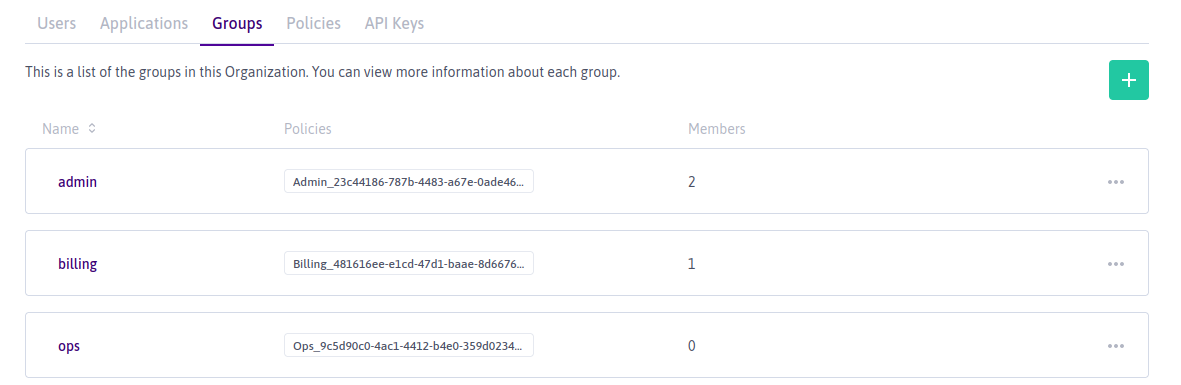 Users Applications Groups Policies API Keys
This is a list of the groups in this Organization. You can view more information about each group.
Name Policies Members
admin Admin_23c44186-787b-4483-a67e-0ade46... 2
billing Billing_481616ee-e1cd-47d1-baae-8d6676... 1
ops Ops_9c5d90c0-4ac1-4412-b4e0-359d0234... 0